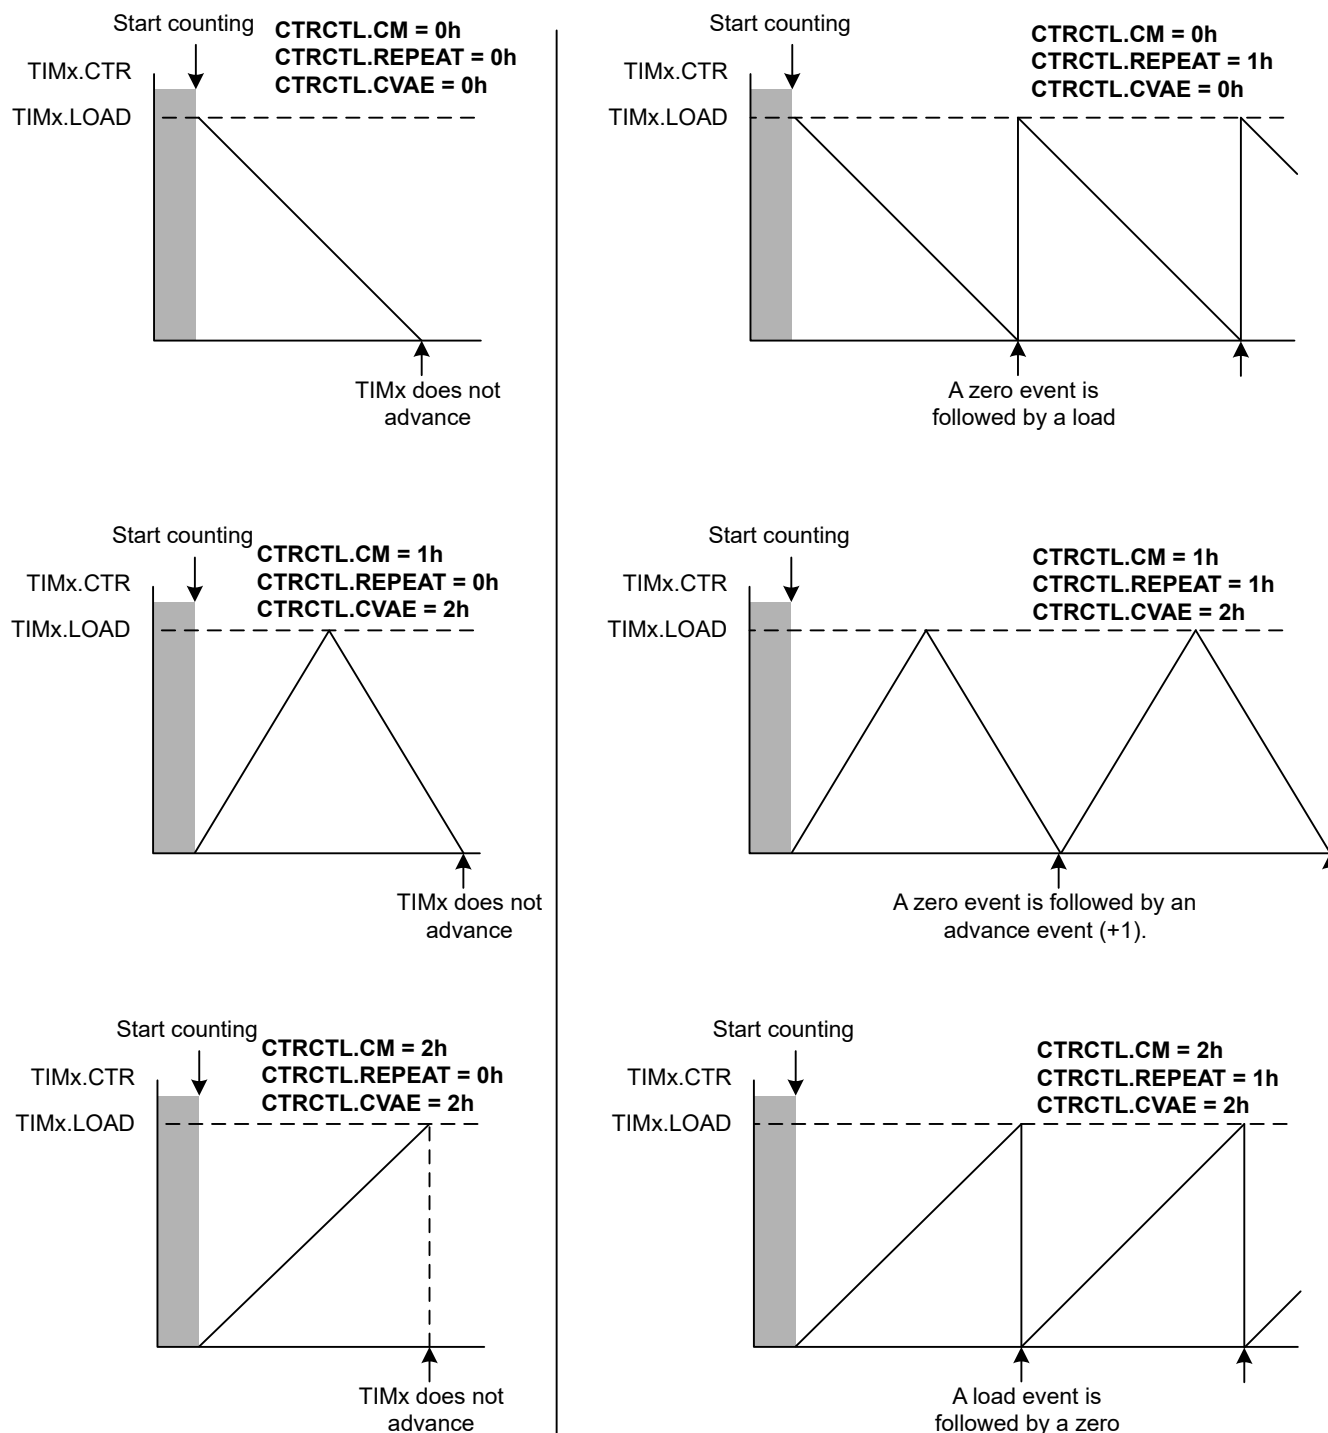 Start counting
CTRCTL.CM = 0h
CTRCTL.REPEAT = 0h
CTRCTL.CVAE = 0h
TIMx.CTR
TIMx.LOAD
TIMx does not
advance
Start counting
CTRCTL.CM = 0h
CTRCTL.REPEAT = 1h
CTRCTL.CVAE = 0h
TIMx.CTR
TIMx.LOAD
A zero event is
followed by a load
Start counting
CTRCTL.CM = 1h
CTRCTL.REPEAT = 0h
CTRCTL.CVAE = 2h
TIMx.CTR
TIMx.LOAD
TIMx does not
advance
Start counting
CTRCTL.CM = 1h
CTRCTL.REPEAT = 1h
CTRCTL.CVAE = 2h
TIMx.CTR
TIMx.LOAD
A zero event is followed by an
advance event (+1).
Start counting
CTRCTL.CM = 2h
CTRCTL.REPEAT = 0h
CTRCTL.CVAE = 2h
TIMx.CTR
TIMx.LOAD
TIMx does not
advance
Start counting
CTRCTL.CM = 2h
CTRCTL.REPEAT = 1h
CTRCTL.CVAE = 2h
TIMx.CTR
TIMx.LOAD
A load event is
followed by a zero